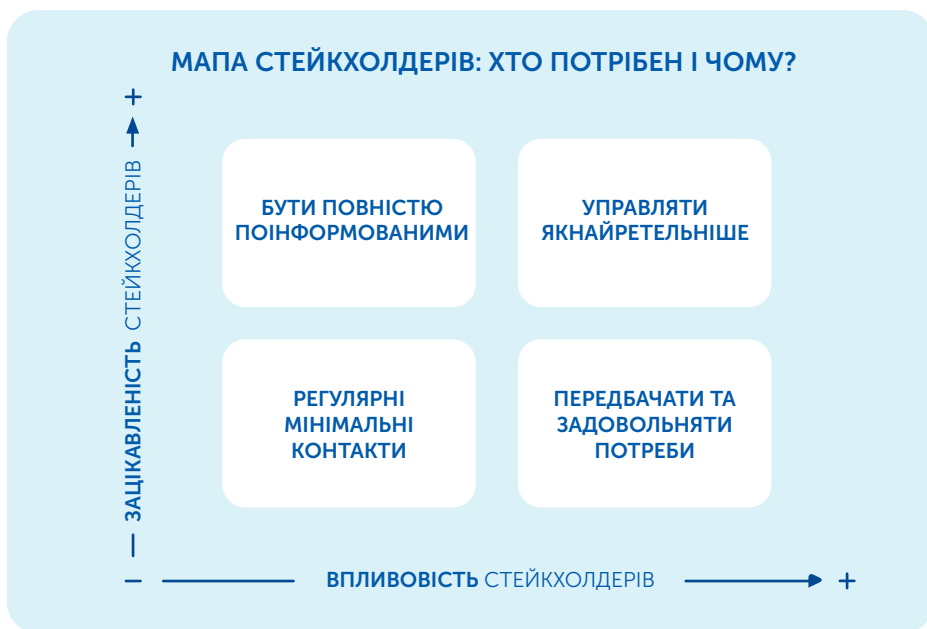 МАПА СТЕЙКХОЛДЕРІВ: ХТО ПОТРІБЕН І ЧОМУ?
+
ЗАЦІКАВЛЕНІСТЬ СТЕЙКХОЛДЕРІВ
БУТИ ПОВНІСТЮ
ПОІНФОРМОВАНИМИ
УПРАВЛЯТИ
ЯКНАЙРЕТЕЛЬНІШЕ
РЕГУЛЯРНІ
МІНІМАЛЬНІ
КОНТАКТИ
ПЕРЕДБАЧАТИ ТА
ЗАДОВОЛЬНЯТИ
ПОТРЕБИ
–
ВПЛИВОВІСТЬ СТЕЙКХОЛДЕРІВ
+